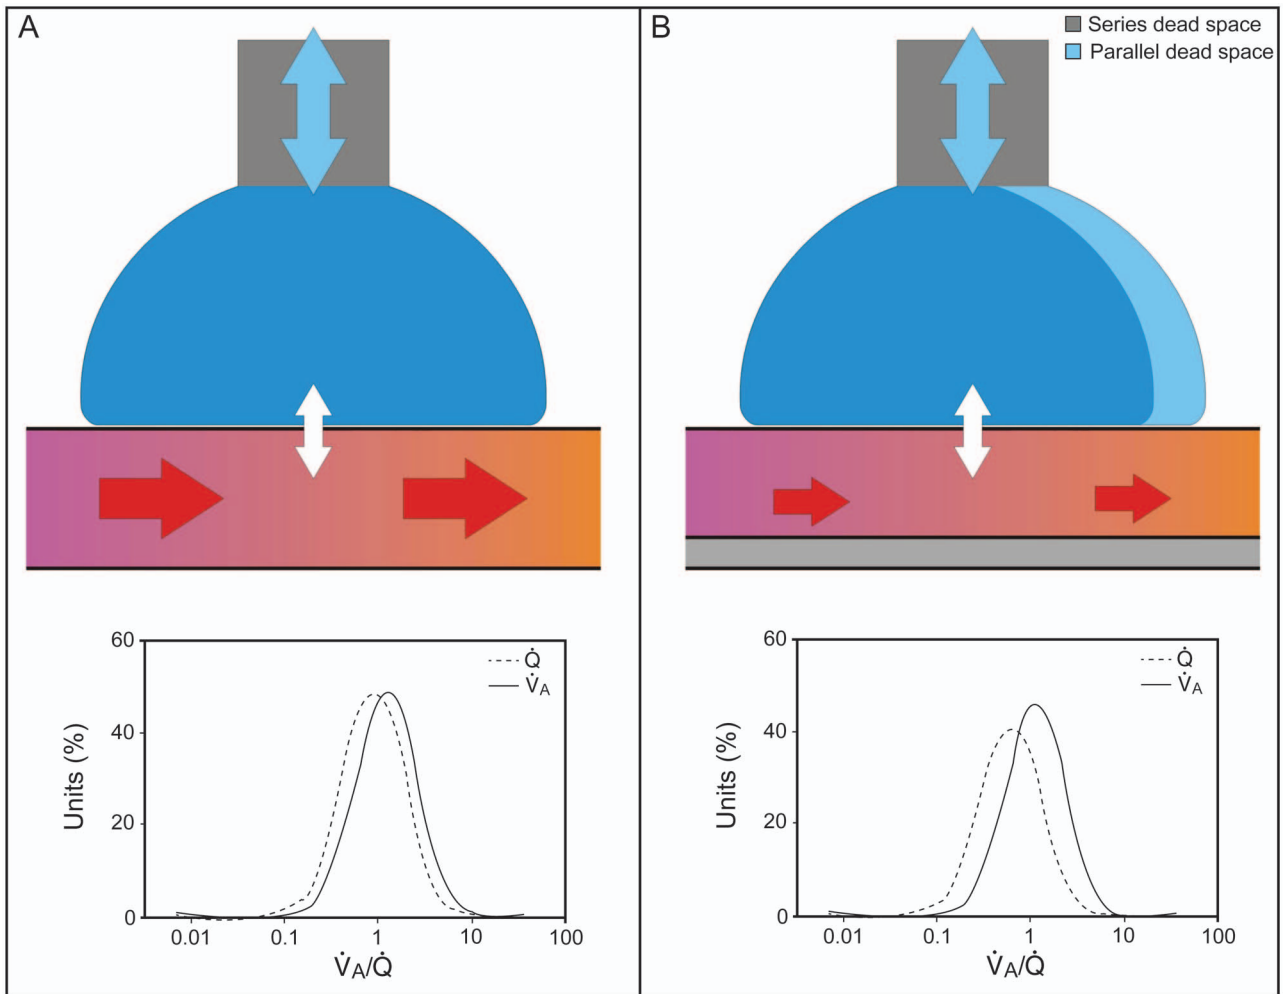 A
B
Series dead space
Parallel dead space
60
40
20
0
Units (%)
Q̇
V̇A
0.01
0.1
1
10
100
V̇A/Q̇
60
40
20
0
Units (%)
Q̇
V̇A
0.01
0.1
1
10
100
V̇A/Q̇